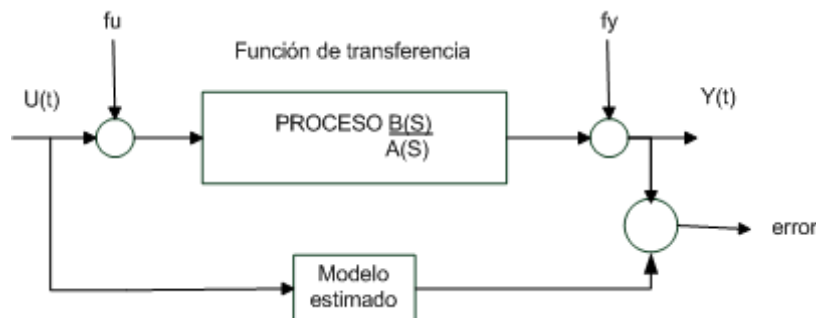 fu
Función de transferencia
fy
U(t)
Y(t)
PROCESO B(S)
A(S)
error
Modelo
estimado